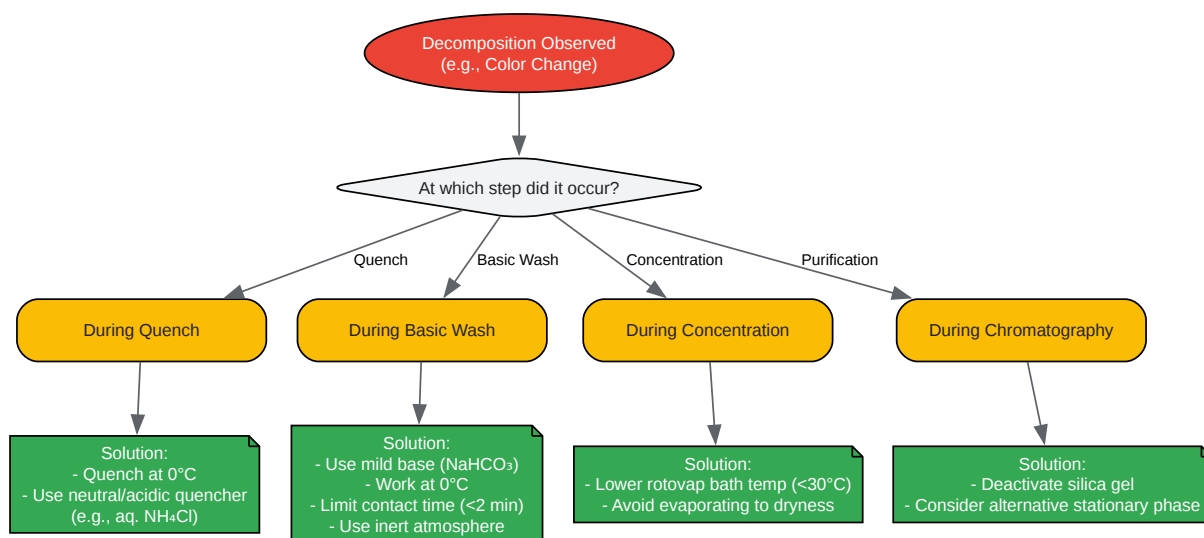 Decomposition Observed
(e.g., Color Change)
At which step did it occur?
Quench
Basic Wash
Concentration
Purification
During Quench
During Basic Wash
During Concentration
During Chromatography
Solution:
- Quench at 0°C
- Use neutral/acidic quencher
(e.g., aq. NH₄Cl)
Solution:
- Use mild base (NaHCO₃)
- Work at 0°C
- Limit contact time (<2 min)
- Use inert atmosphere
Solution:
- Lower rotovap bath temp (<30°C)
- Avoid evaporating to dryness
Solution:
- Deactivate silica gel
- Consider alternative stationary phase